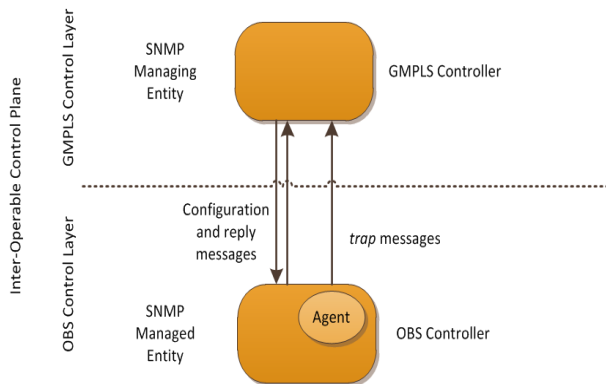 Inter-Operable Control Plane
GMPLS Control Layer
SNMP
Managing
Entity
GMPLS Controller
Configuration
and reply
messages
trap messages
OBS Control Layer
SNMP
Managed
Entity
Agent
OBS Controller